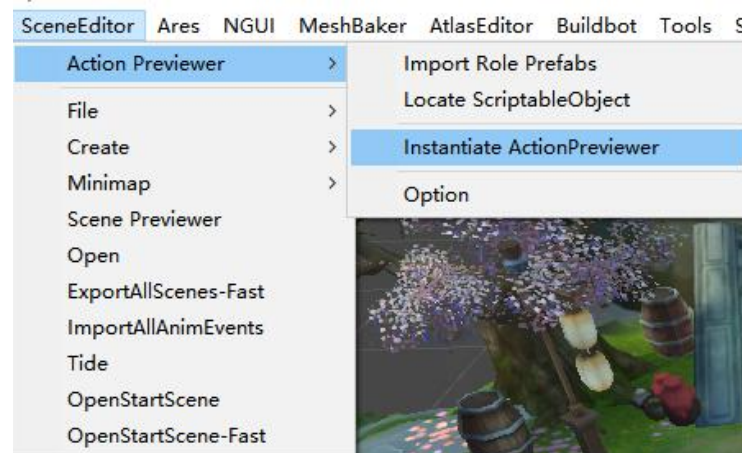 SceneEditor Ares NGUI MeshBaker AtlasEditor Buildbot Tools S
Action Previewer
File
Create
Minimap
Scene Previewer
Open
ExportAllScenes-Fast
ImportAllAnimEvents
Tide
OpenStartScene
OpenStartScene-Fast
Import Role Prefabs
Locate ScriptableObject
Instantiate ActionPreviewer
Option